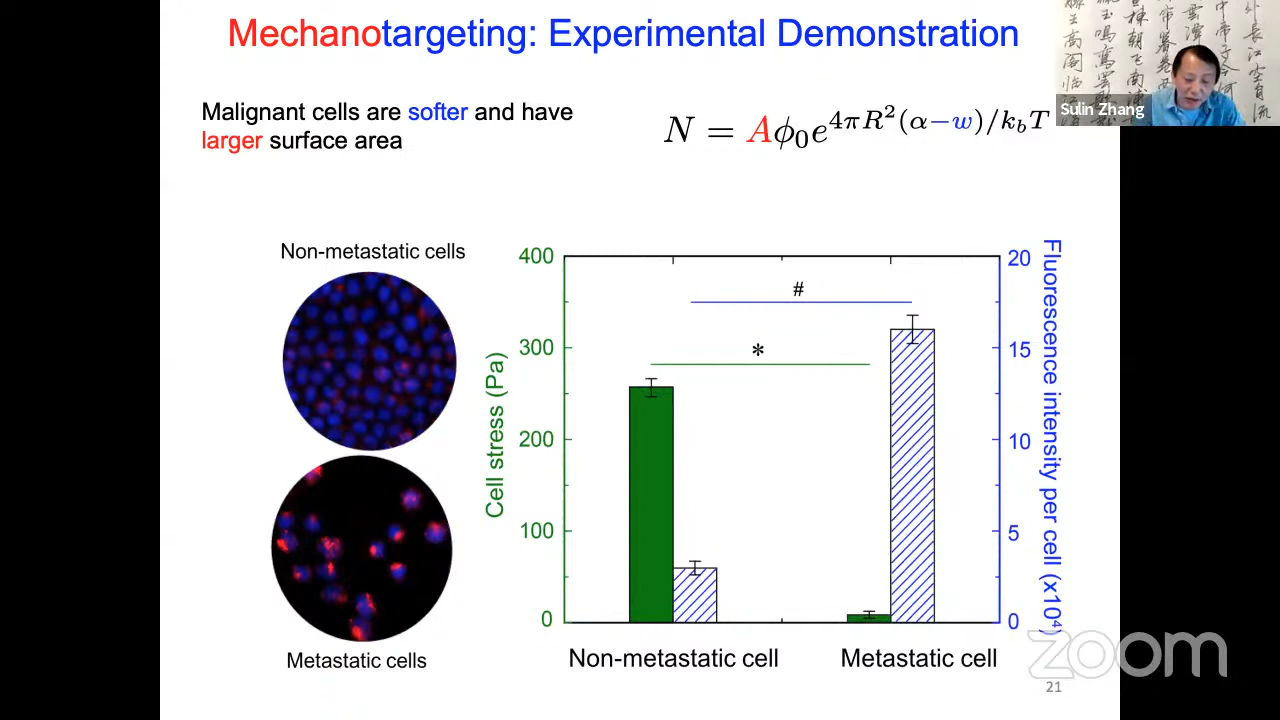 Mechanotargeting: Experimental Demonstration
Malignant cells are softer and have
larger surface area
N = Aϕ₀e^{4πR²(α−w)/k_bT}
Sulin Zhang
Non-metastatic cells
Metastatic cells
Cell stress (Pa)
400
300
200
100
0
#
*
20
15
10
5
0
Fluorescence intensity per cell (x10⁴)
Non-metastatic cell
Metastatic cell
zoom
21